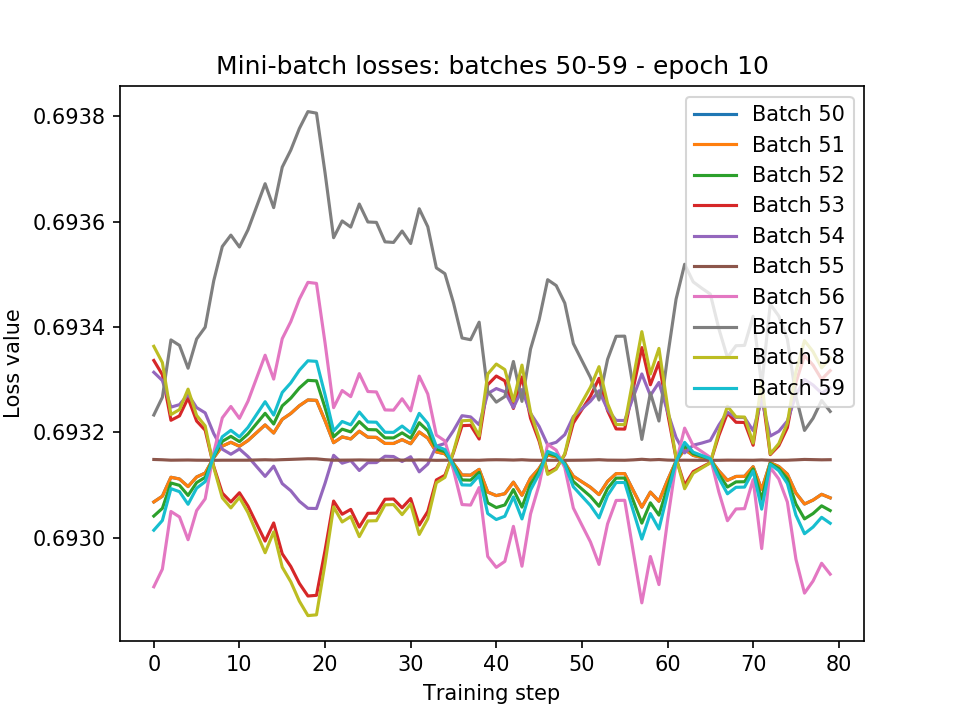 Mini-batch losses: batches 50-59 - epoch 10
0.6938
0.6936
0.6934
0.6932
0.6930
Loss value
Batch 50
Batch 51
Batch 52
Batch 53
Batch 54
Batch 55
Batch 56
Batch 57
Batch 58
Batch 59
0 10 20 30 40 50 60 70 80
Training step